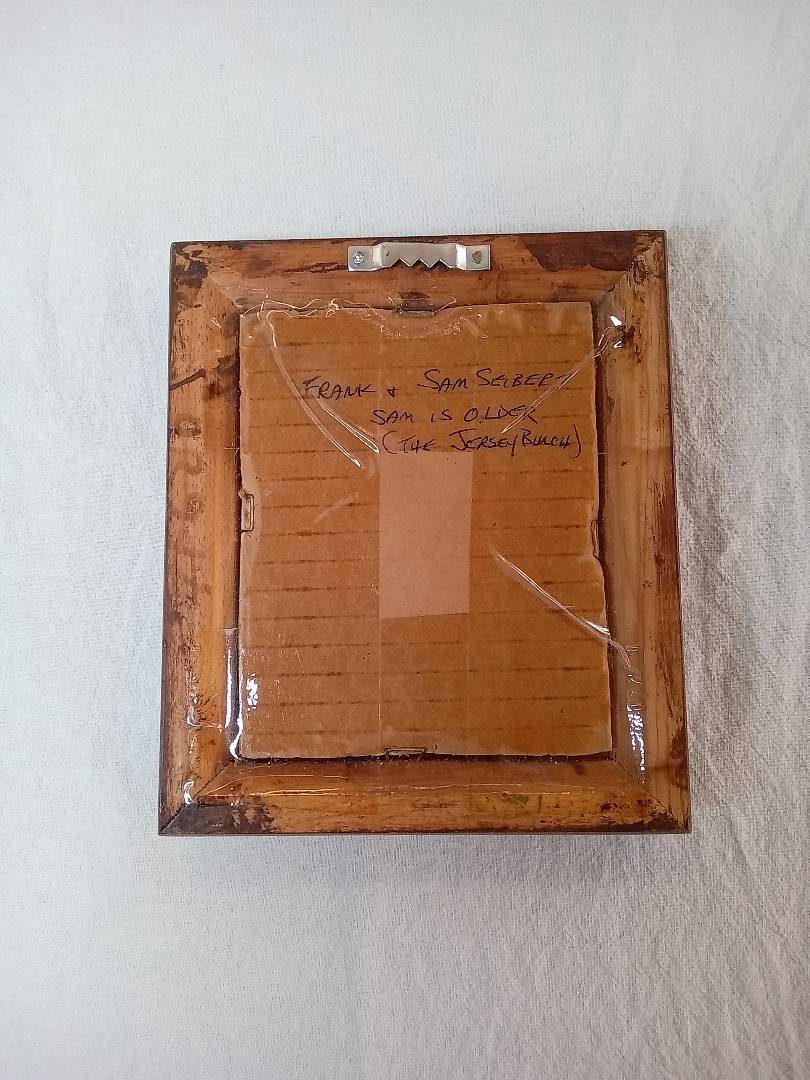 FRANK & SAM SEIBERT
SAM IS OLDER
(THE JERSEY BUNCH)